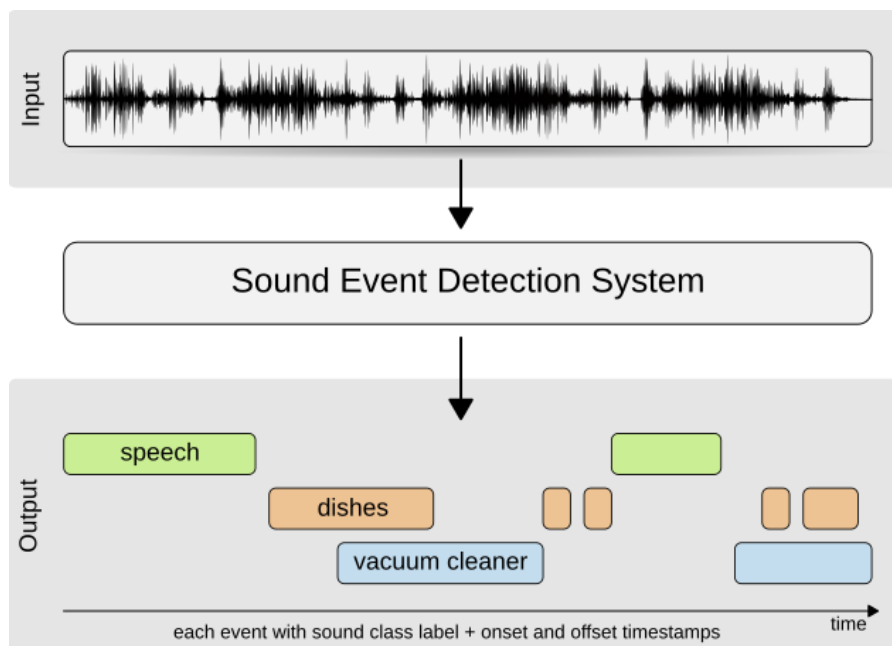 Input
Sound Event Detection System
Output
speech
dishes
vacuum cleaner
time
each event with sound class label + onset and offset timestamps